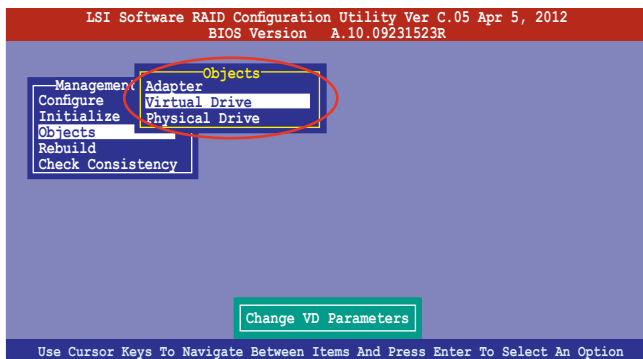 LSI Software RAID Configuration Utility Ver C.05 Apr 5, 2012
BIOS Version A.10.09231523R
Management
Configure
Initialize
Objects
Rebuild
Check Consistency
Objects
Adapter
Virtual Drive
Physical Drive
Change VD Parameters
Use Cursor Keys To Navigate Between Items And Press Enter To Select An Option